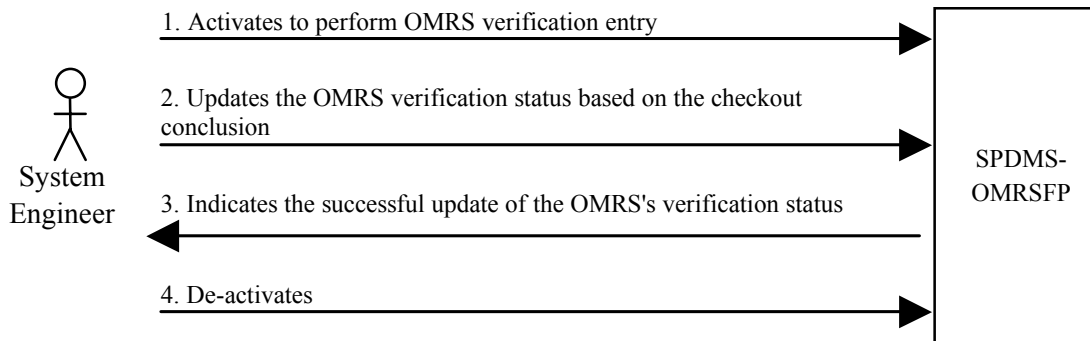 1. Activates to perform OMRS verification entry
2. Updates the OMRS verification status based on the checkout
conclusion
System
Engineer
SPDMS-
OMRSFP
3. Indicates the successful update of the OMRS's verification status
4. De-activates